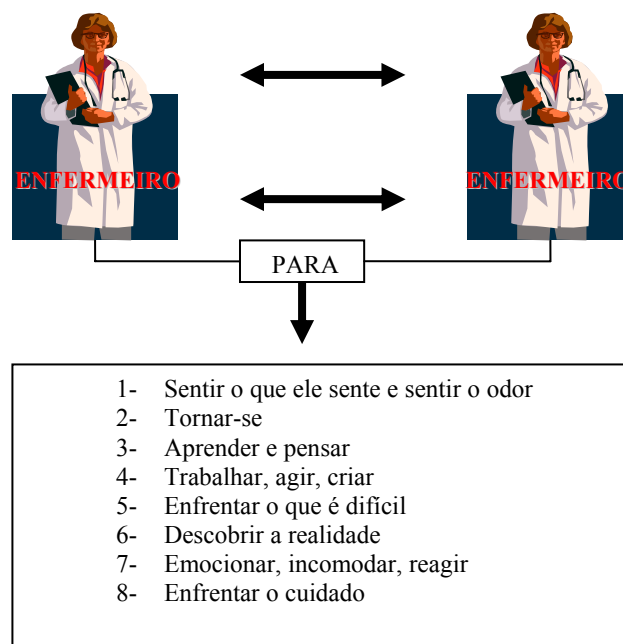 ENFERMEIRO
ENFERMEIRO
PARA
1- Sentir o que ele sente e sentir o odor
2- Tornar-se
3- Aprender e pensar
4- Trabalhar, agir, criar
5- Enfrentar o que é difícil
6- Descobrir a realidade
7- Emocionar, incomodar, reagir
8- Enfrentar o cuidado